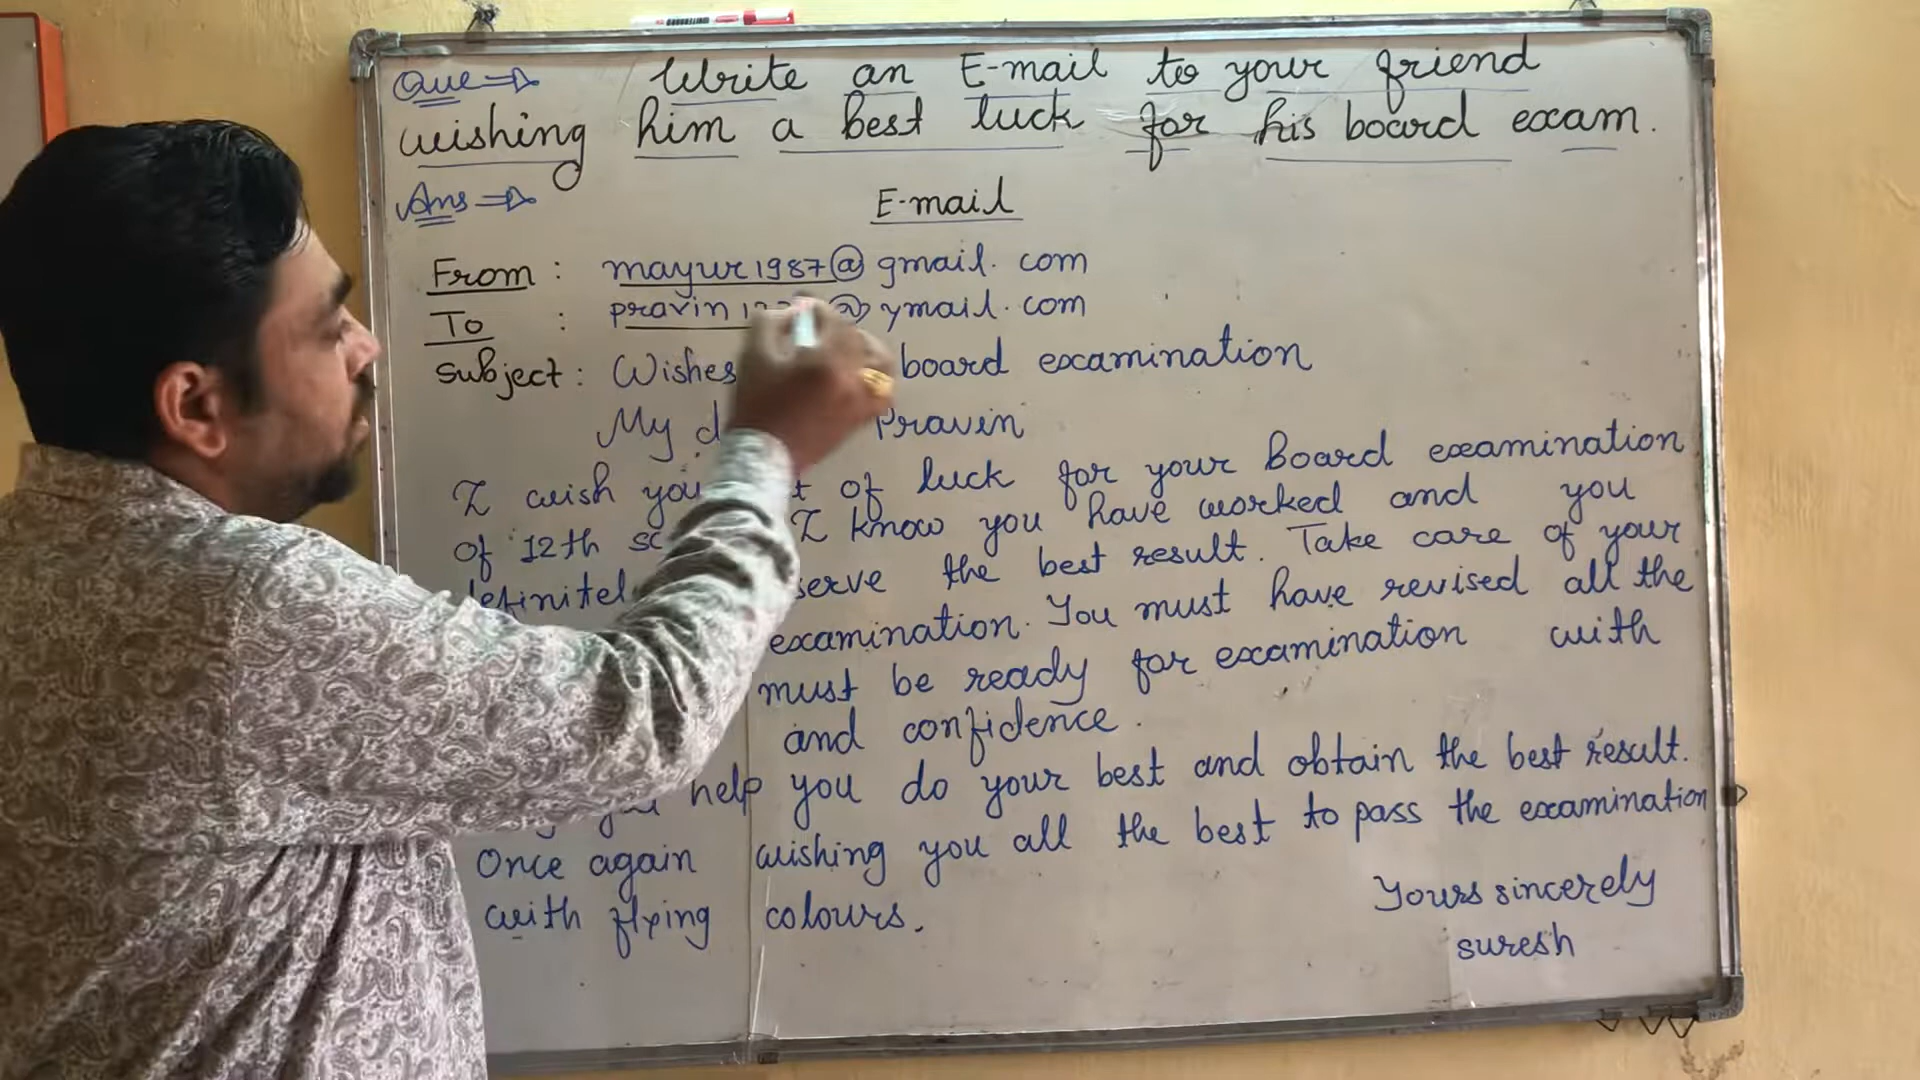 Que⇒ Write an E-mail to your friend
wishing him a best luck for his board exam.
Ans⇒
E-mail
From : mayur1987@gmail.com
To : pravin @ymail.com
Subject : Wishes board examination
My Pravin
I wish you of luck for your Board examination
of 12th I know you have worked and you
the best result. Take care of your
examination. You must have revised all the
must be ready for examination with
and confidence.
help you do your best and obtain the best result.
Once again wishing you all the best to pass the examination
with flying colours.
Yours sincerely
suresh